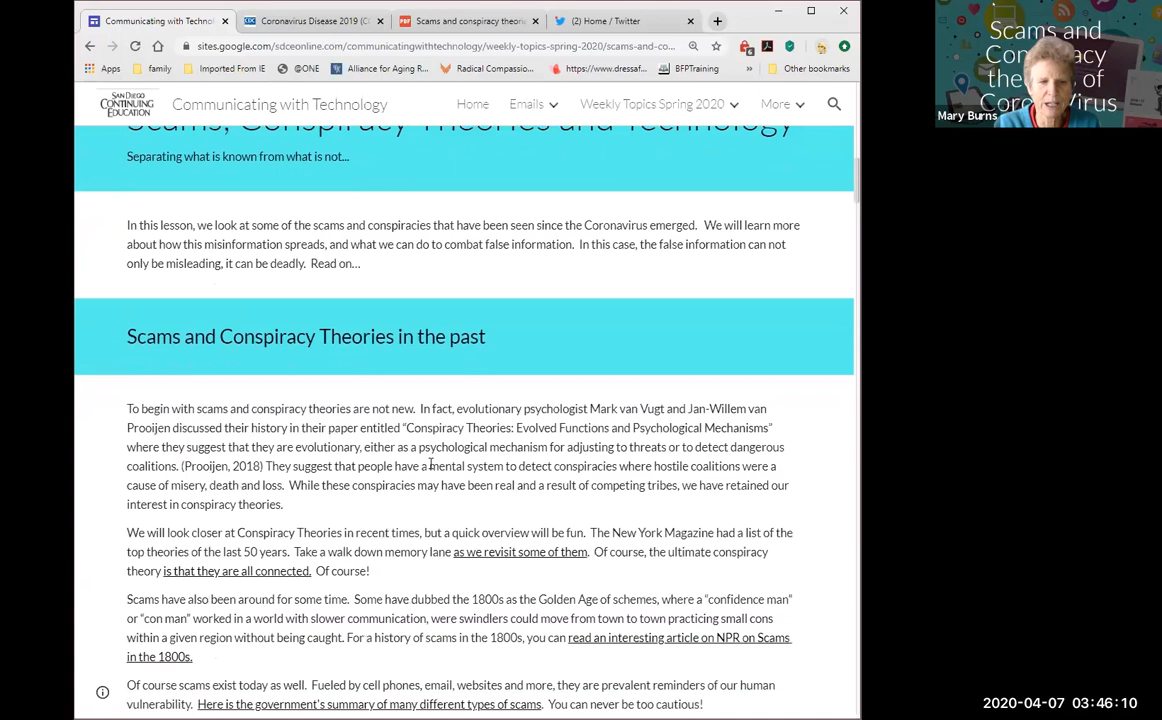 Communicating with Technol
Coronavirus Disease 2019 (C
PDF
Scams and conspiracy theorie
(2) Home / Twitter
sites.google.com/sdceonline.com/communicatingwithtechnology/weekly-topics-spring-2020/scams-and-co...
Apps
family
Imported From IE
@ONE
Alliance for Aging R...
Radical Compassio...
https://www.dressaf...
BFPTraining
»
Other bookmarks
SAN DIEGO
CONTINUING
EDUCATION
Communicating with Technology
Home
Emails
Weekly Topics Spring 2020
More
Scams, Conspiracy Theories and Technology
Separating what is known from what is not...
In this lesson, we look at some of the scams and conspiracies that have been seen since the Coronavirus emerged. We will learn more
about how this misinformation spreads, and what we can do to combat false information. In this case, the false information can not
only be misleading, it can be deadly. Read on...
Scams and Conspiracy Theories in the past
To begin with scams and conspiracy theories are not new. In fact, evolutionary psychologist Mark van Vugt and Jan-Willem van
Prooijen discussed their history in their paper entitled “Conspiracy Theories: Evolved Functions and Psychological Mechanisms”
where they suggest that they are evolutionary, either as a psychological mechanism for adjusting to threats or to detect dangerous
coalitions. (Prooijen, 2018) They suggest that people have a mental system to detect conspiracies where hostile coalitions were a
cause of misery, death and loss. While these conspiracies may have been real and a result of competing tribes, we have retained our
interest in conspiracy theories.
We will look closer at Conspiracy Theories in recent times, but a quick overview will be fun. The New York Magazine had a list of the
top theories of the last 50 years. Take a walk down memory lane as we revisit some of them. Of course, the ultimate conspiracy
theory is that they are all connected. Of course!
Scams have also been around for some time. Some have dubbed the 1800s as the Golden Age of schemes, where a “confidence man”
or “con man” worked in a world with slower communication, were swindlers could move from town to town practicing small cons
within a given region without being caught. For a history of scams in the 1800s, you can read an interesting article on NPR on Scams
in the 1800s.
Of course scams exist today as well. Fueled by cell phones, email, websites and more, they are prevalent reminders of our human
vulnerability. Here is the government's summary of many different types of scams. You can never be too cautious!
Scams and
Con acy
the of
Co Virus
Mary Burns
2020-04-07 03:46:10